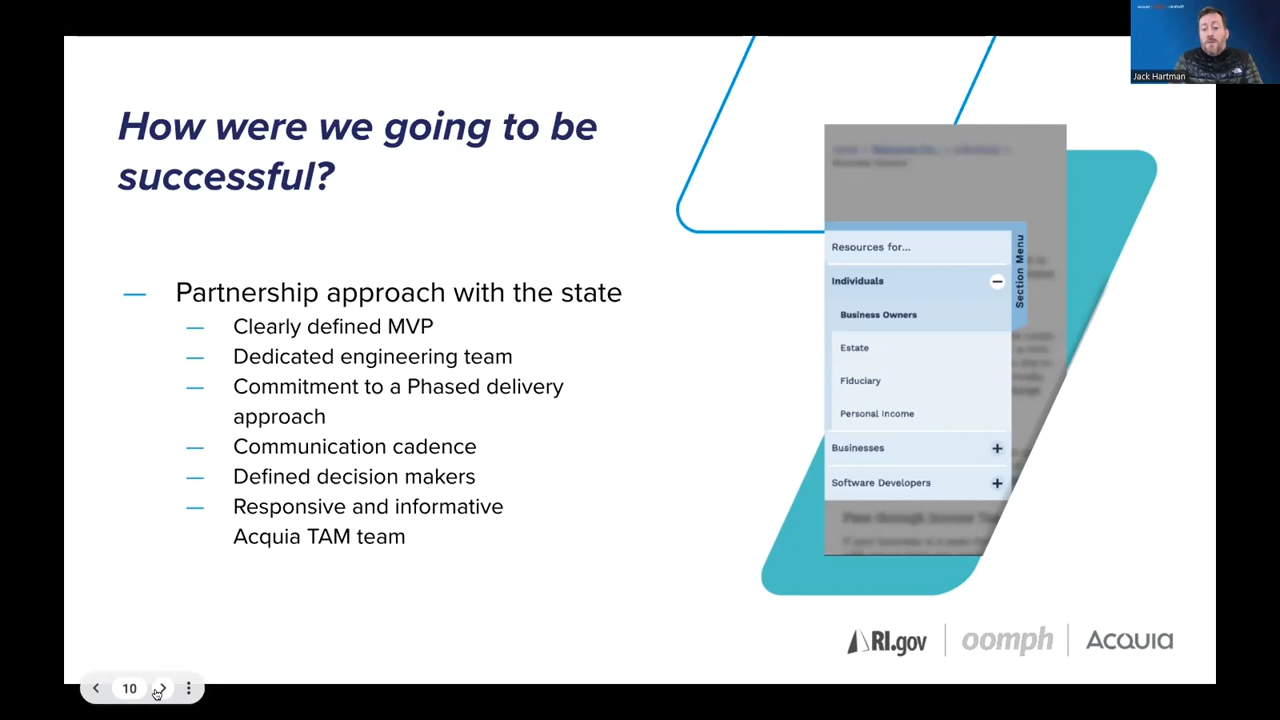 How were we going to be
successful?
— Partnership approach with the state
— Clearly defined MVP
— Dedicated engineering team
— Commitment to a Phased delivery
approach
— Communication cadence
— Defined decision makers
— Responsive and informative
Acquia TAM team
Resources for...
Individuals
Business Owners
Estate
Fiduciary
Personal Income
Businesses
Software Developers
Section Menu
RI.gov
oomph
Acquia
10
Jack Hartman